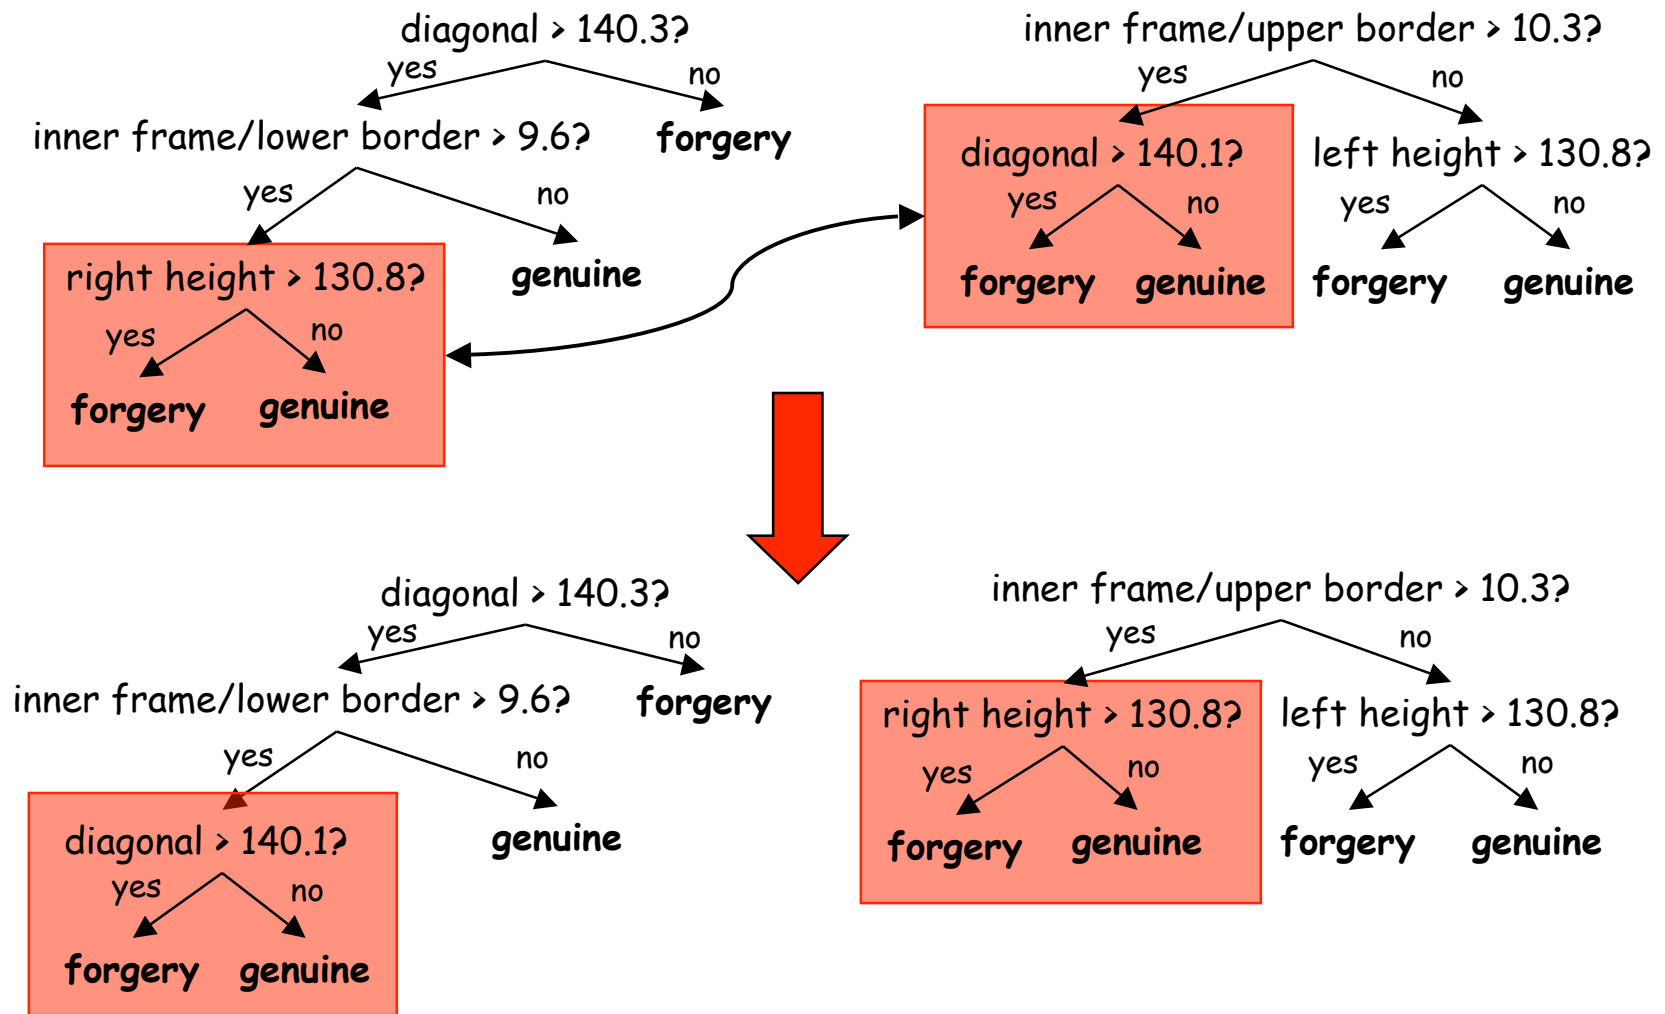 diagonal > 140.3?
yes
no
inner frame/lower border > 9.6?
forgery
yes
no
right height > 130.8?
genuine
yes
no
forgery
genuine
inner frame/upper border > 10.3?
yes
no
diagonal > 140.1?
left height > 130.8?
yes
no
yes
no
forgery
genuine
forgery
genuine
diagonal > 140.3?
yes
no
inner frame/lower border > 9.6?
forgery
yes
no
diagonal > 140.1?
genuine
yes
no
forgery
genuine
inner frame/upper border > 10.3?
yes
no
right height > 130.8?
left height > 130.8?
yes
no
yes
no
forgery
genuine
forgery
genuine